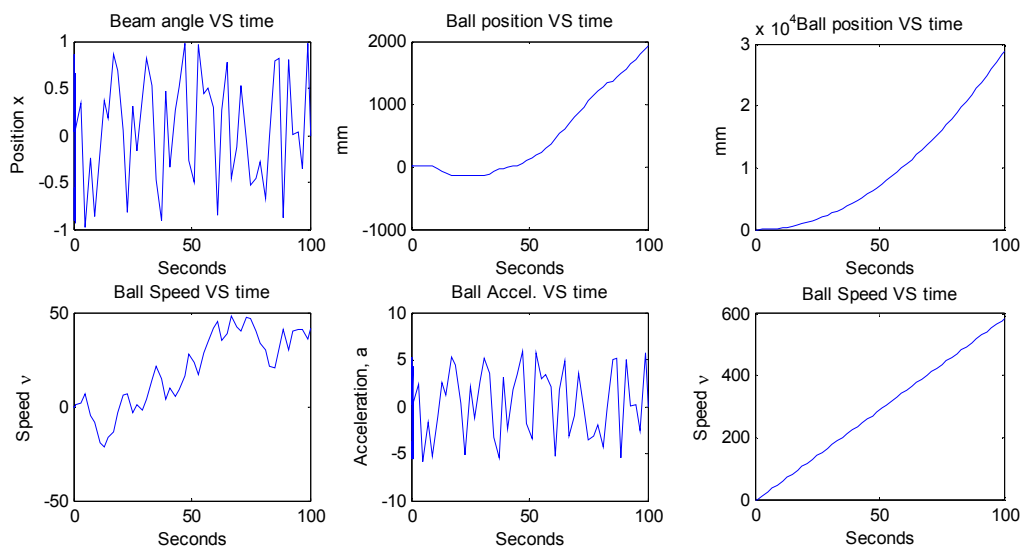 Beam angle VS time
1
0.5
0
-0.5
-1
Position x
0
50
100
Seconds
Ball position VS time
2000
1000
0
-1000
mm
0
50
100
Seconds
x 10^4 Ball position VS time
3
2
1
0
mm
0
50
100
Seconds
Ball Speed VS time
50
0
-50
Speed ν
0
50
100
Seconds
Ball Accel. VS time
10
5
0
-5
-10
Acceleration, a
0
50
100
Seconds
Ball Speed VS time
600
400
200
0
Speed ν
0
50
100
Seconds